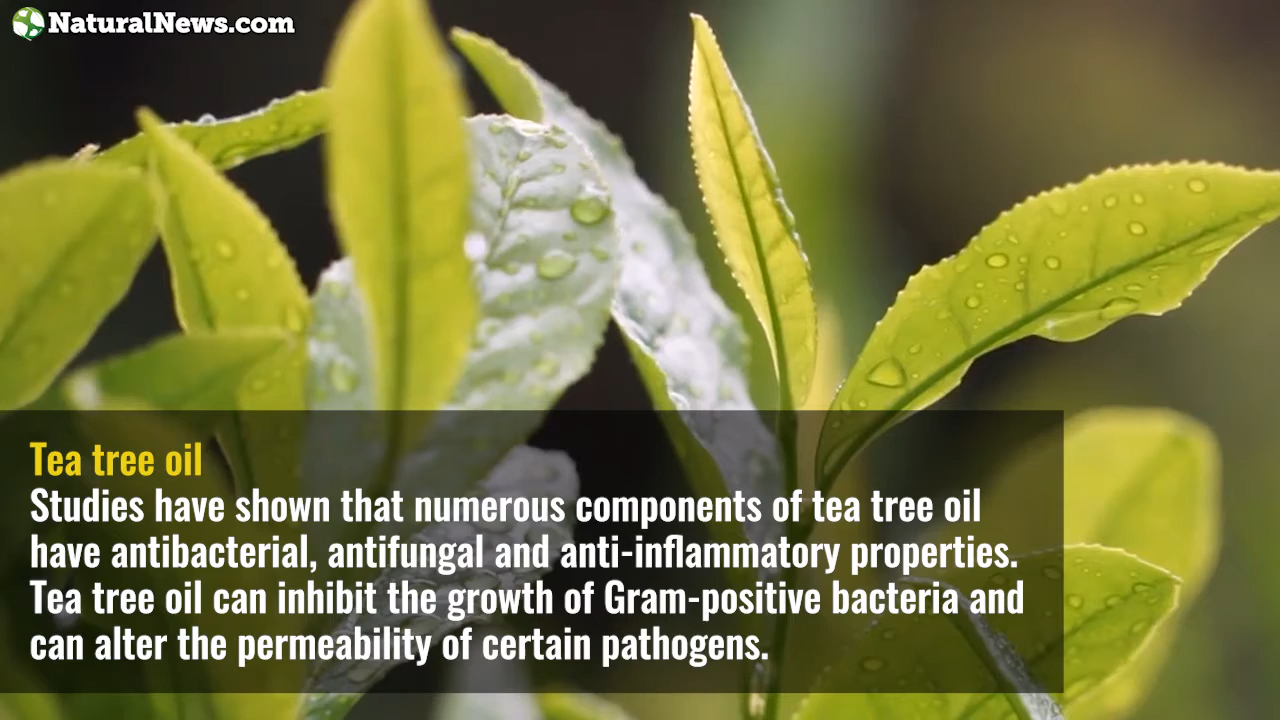 NaturalNews.com
Tea tree oil
Studies have shown that numerous components of tea tree oil
have antibacterial, antifungal and anti-inflammatory properties.
Tea tree oil can inhibit the growth of Gram-positive bacteria and
can alter the permeability of certain pathogens.